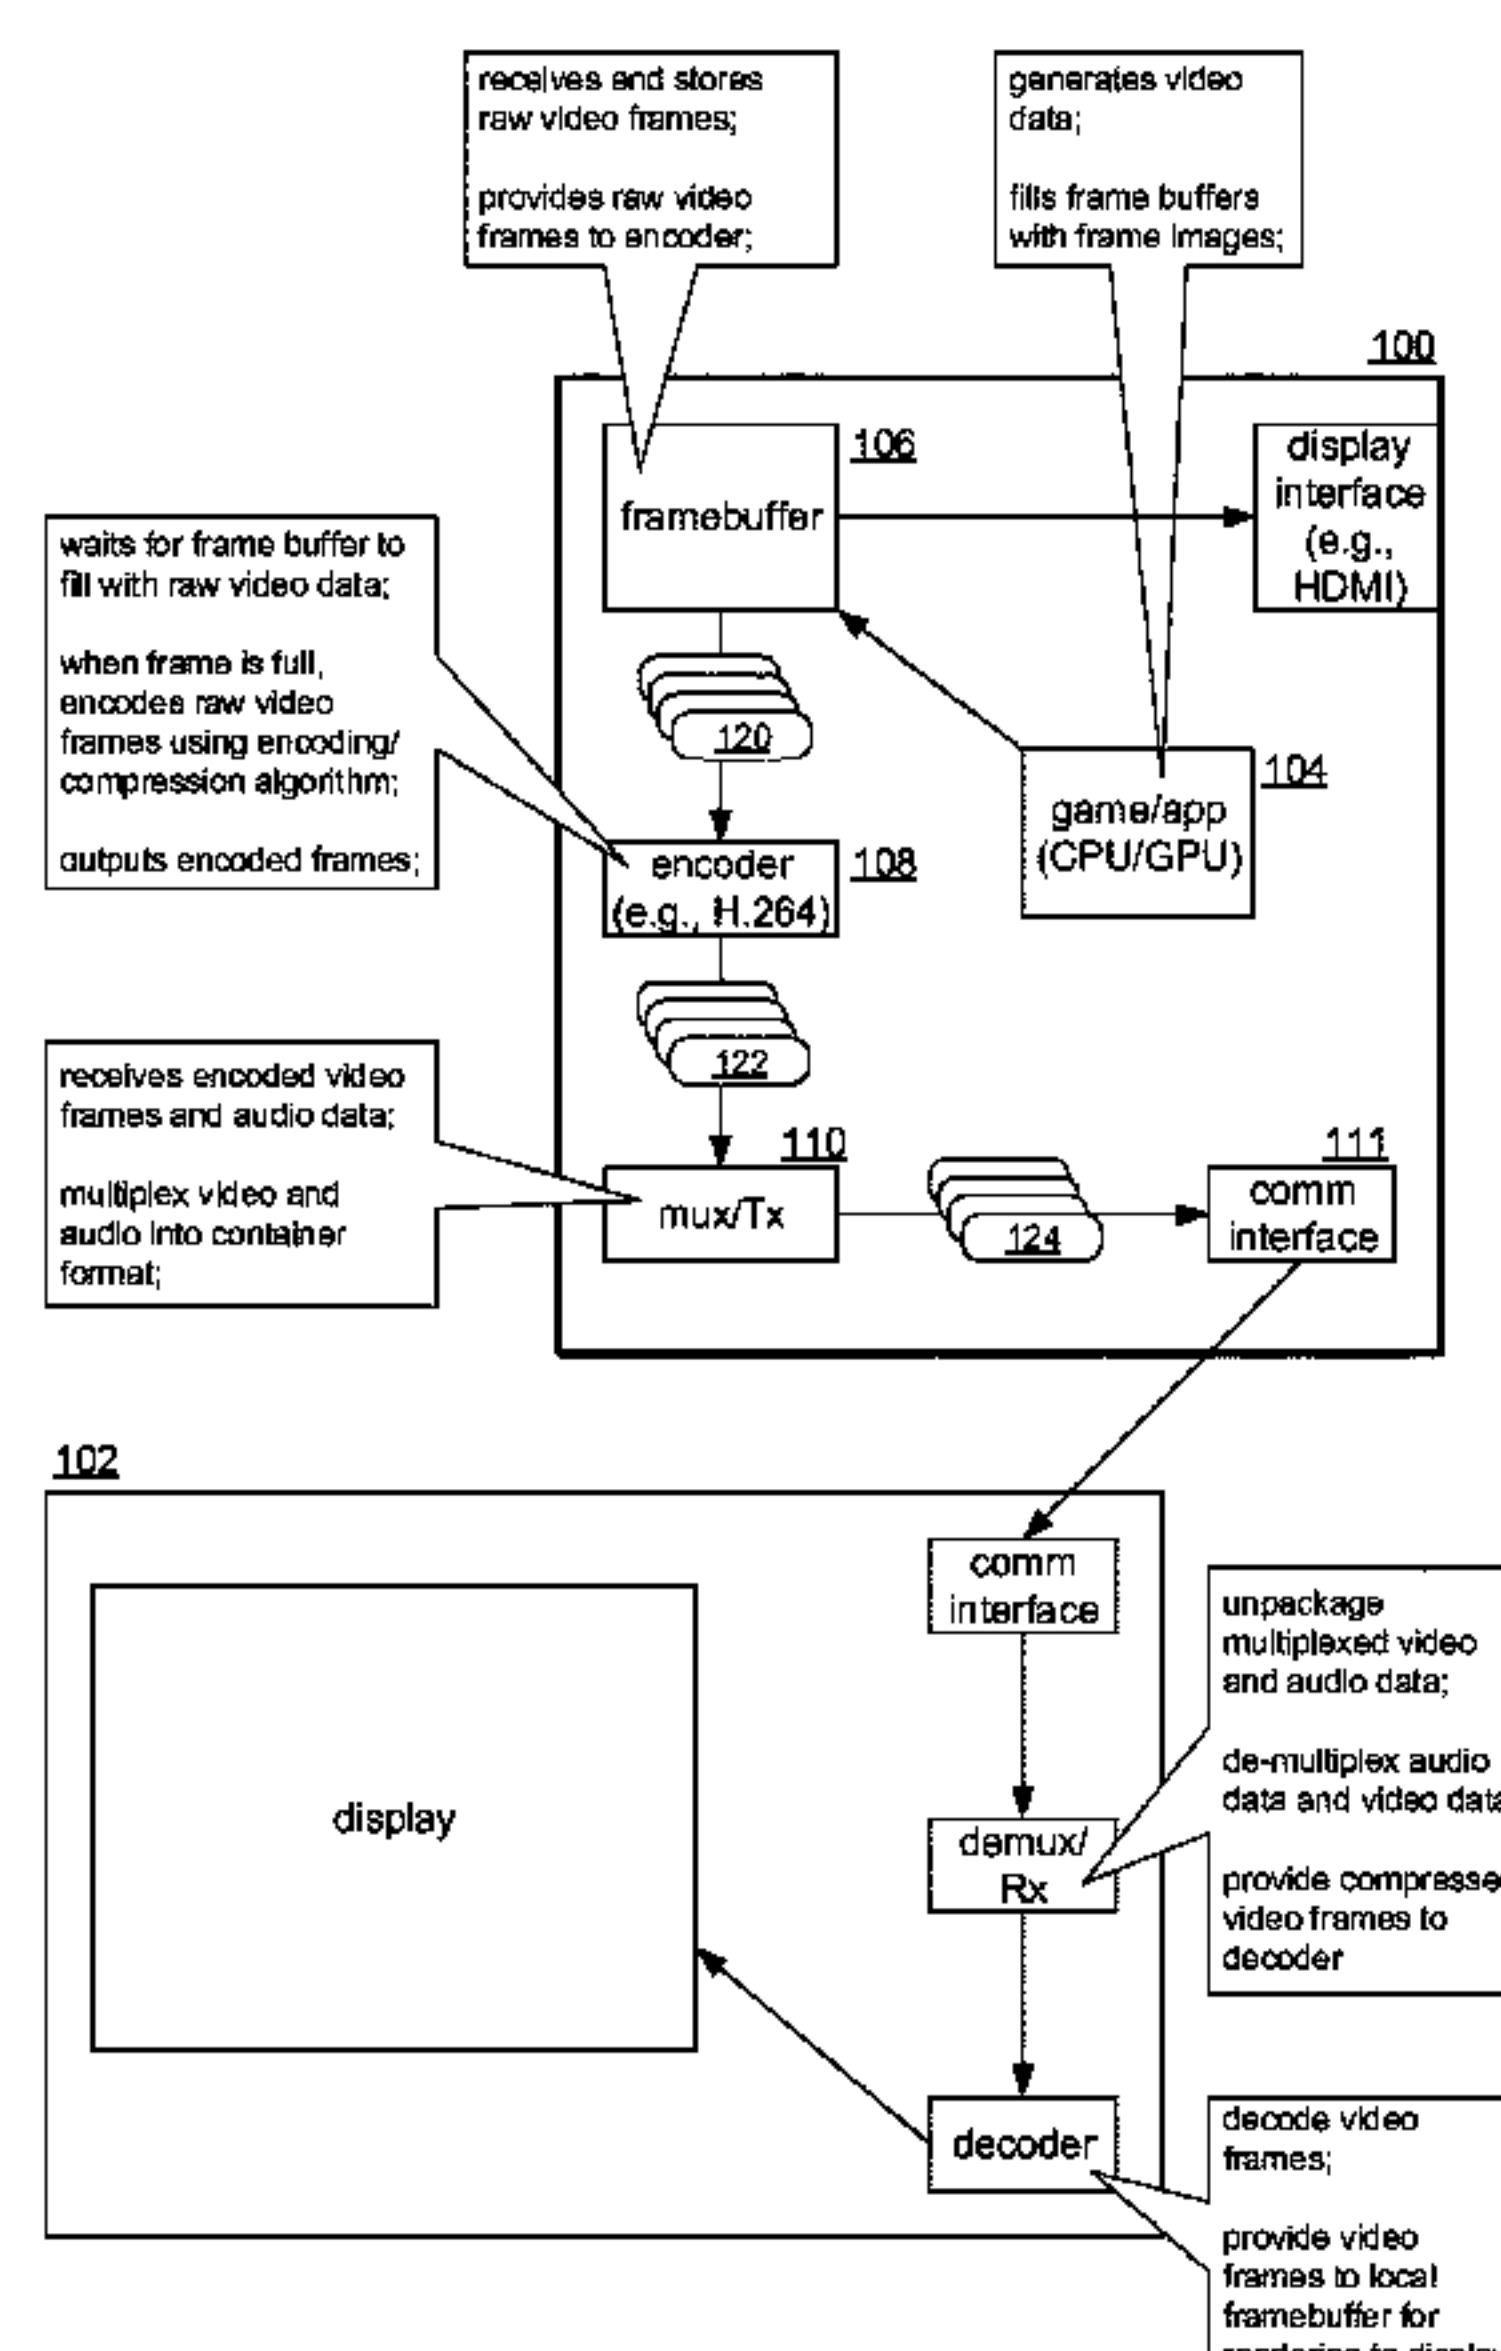 receives and stores
raw video frames;
provides raw video
frames to encoder;
generates video
data;
fills frame buffers
with frame images;
100
framebuffer
106
display
interface
(e.g.,
HDMI)
waits for frame buffer to
fill with raw video data;
when frame is full,
encodes raw video
frames using encoding/
compression algorithm;
outputs encoded frames;
120
game/app
(CPU/GPU)
104
encoder
(e.g., H.264)
108
122
receives encoded video
frames and audio data;
multiplex video and
audio into container
format;
110
mux/Tx
124
111
comm
interface
102
display
comm
interface
unpackage
multiplexed video
and audio data;
de-multiplex audio
data and video data
provide compresse
video frames to
decoder
demux/
Rx
decoder
decode video
frames;
provide video
frames to local
framebuffer for